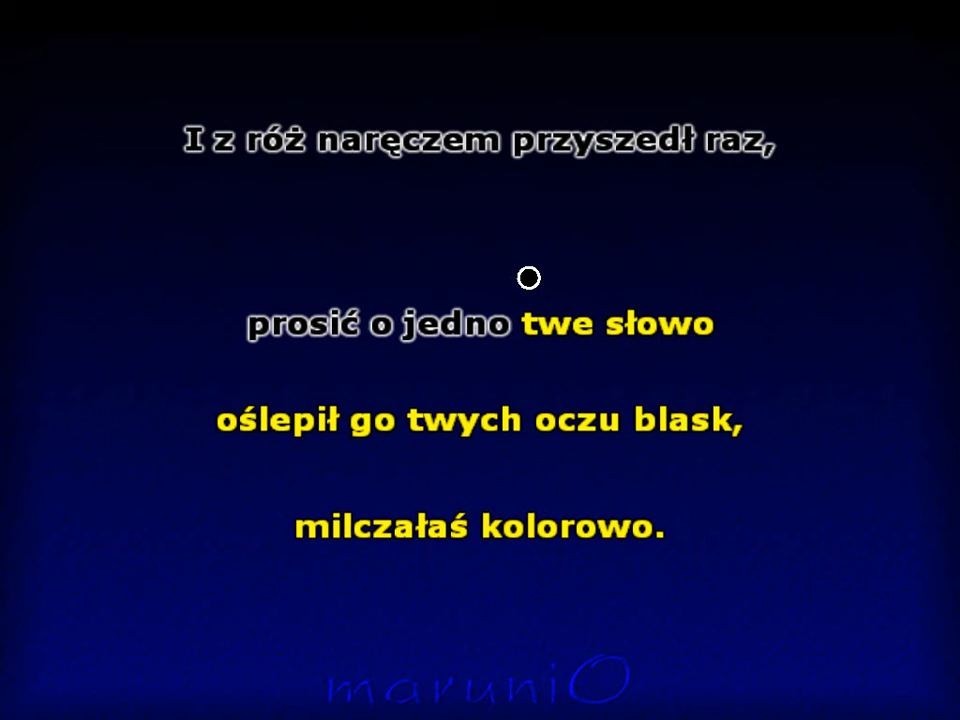 I z róż naręczem przyszedł raz,
prosić o jedno twe słowo
oślepił go twych oczu blask,
milczałaś kolorowo.
maruniO